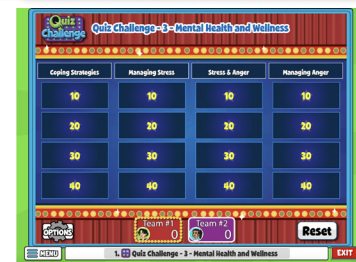 Quiz
Challenge
Quiz Challenge - 3 - Mental Health and Wellness
Coping Strategies Managing Stress Stress & Anger Managing Anger
10 10 10 10
20 20 20 20
30 30 30 30
40 40 40 40
OPTIONS
Team #1 Team #2
0 0
Reset
MENU
1. Quiz Challenge - 3 - Mental Health and Wellness
EXIT